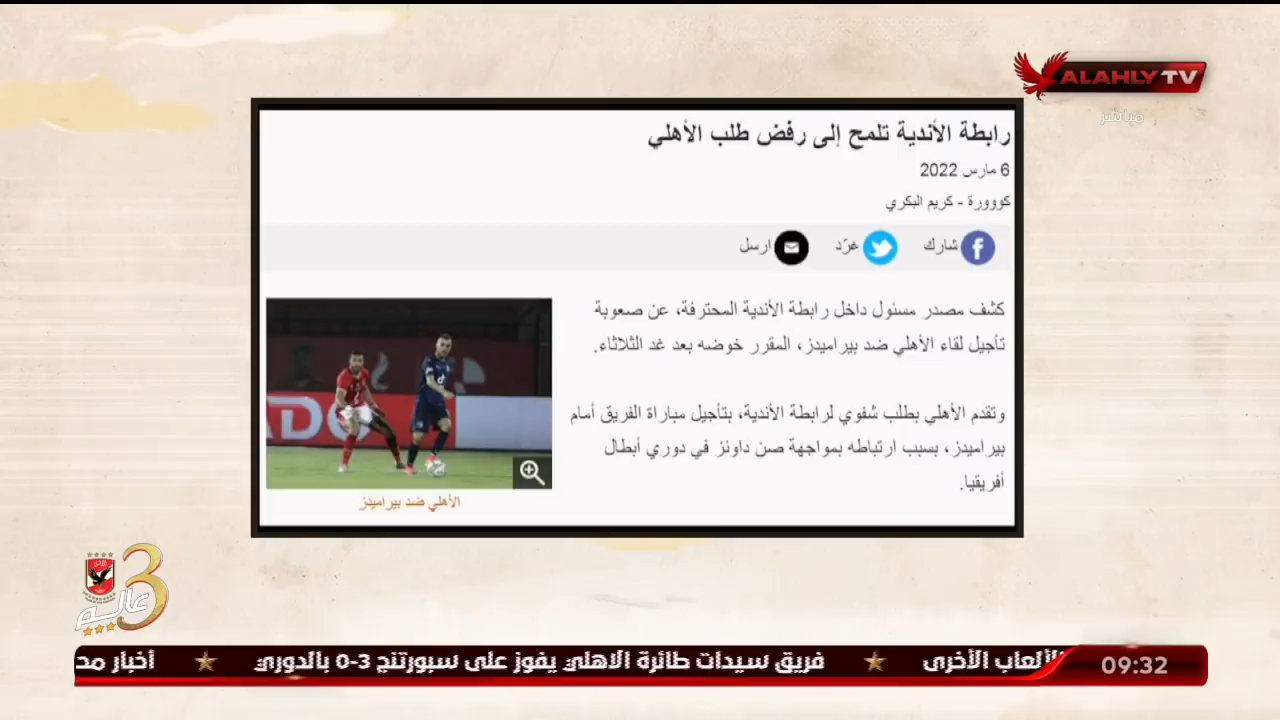 ALAHLY TV
مباشر
رابطة الأندية تلمح إلى رفض طلب الأهلي
6 مارس 2022
كووورة - كريم البكري
شارك
غرّد
ارسل
كشف مصدر مسئول داخل رابطة الأندية المحترفة، عن صعوبة
تأجيل لقاء الأهلي ضد بيراميدز، المقرر خوضه بعد غد الثلاثاء.
وتقدم الأهلي بطلب شفوي لرابطة الأندية، بتأجيل مباراة الفريق أمام
بيراميدز، بسبب ارتباطه بمواجهة صن داونز في دوري أبطال
أفريقيا.
الأهلي ضد بيراميدز
3
عالم
09:32
الألعاب الأخرى ★ فريق سيدات طائرة الاهلي يفوز على سبورتنج 3-0 بالدوري ★ أخبار